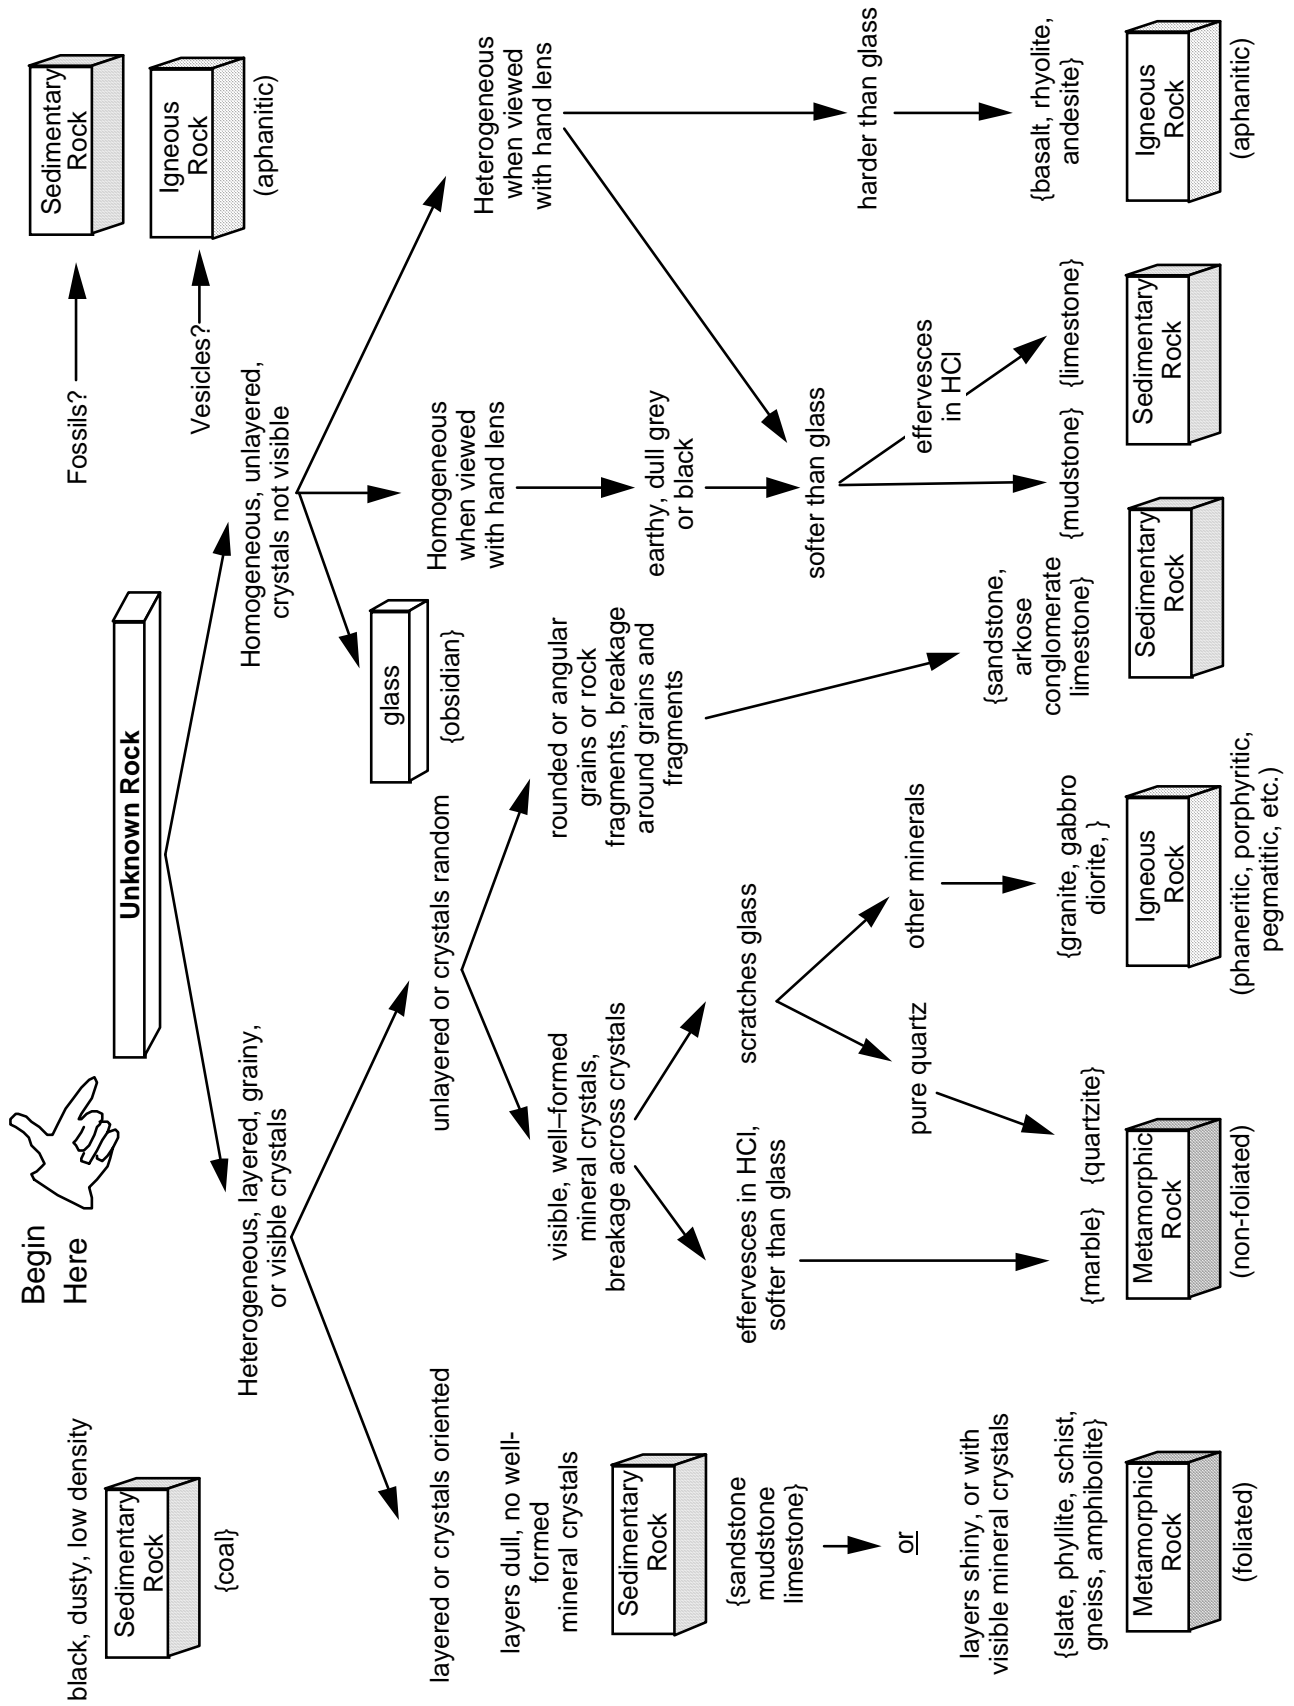 Begin
Here
Unknown Rock
black, dusty, low density
Sedimentary
Rock
{coal}
Fossils?
Sedimentary
Rock
Vesicles?
Igneous
Rock
(aphanitic)
Heterogeneous, layered, grainy,
or visible crystals
Homogeneous, unlayered,
crystals not visible
layered or crystals oriented
layers dull, no well-
formed
mineral crystals
Sedimentary
Rock
{sandstone
mudstone
limestone}
or
layers shiny, or with
visible mineral crystals
{slate, phyllite, schist,
gneiss, amphibolite}
Metamorphic
Rock
(foliated)
unlayered or crystals random
visible, well–formed
mineral crystals,
breakage across crystals
effervesces in HCl,
softer than glass
{marble}
scratches glass
pure quartz
{quartzite}
Metamorphic
Rock
(non-foliated)
other minerals
{granite, gabbro
diorite, }
Igneous
Rock
(phaneritic, porphyritic,
pegmatitic, etc.)
rounded or angular
grains or rock
fragments, breakage
around grains and
fragments
{sandstone,
arkose
conglomerate
limestone}
Sedimentary
Rock
glass
{obsidian}
Homogeneous
when viewed
with hand lens
earthy, dull grey
or black
softer than glass
{mudstone}
effervesces
in HCl
{limestone}
Sedimentary
Rock
Heterogeneous
when viewed
with hand lens
harder than glass
{basalt, rhyolite,
andesite}
Igneous
Rock
(aphanitic)